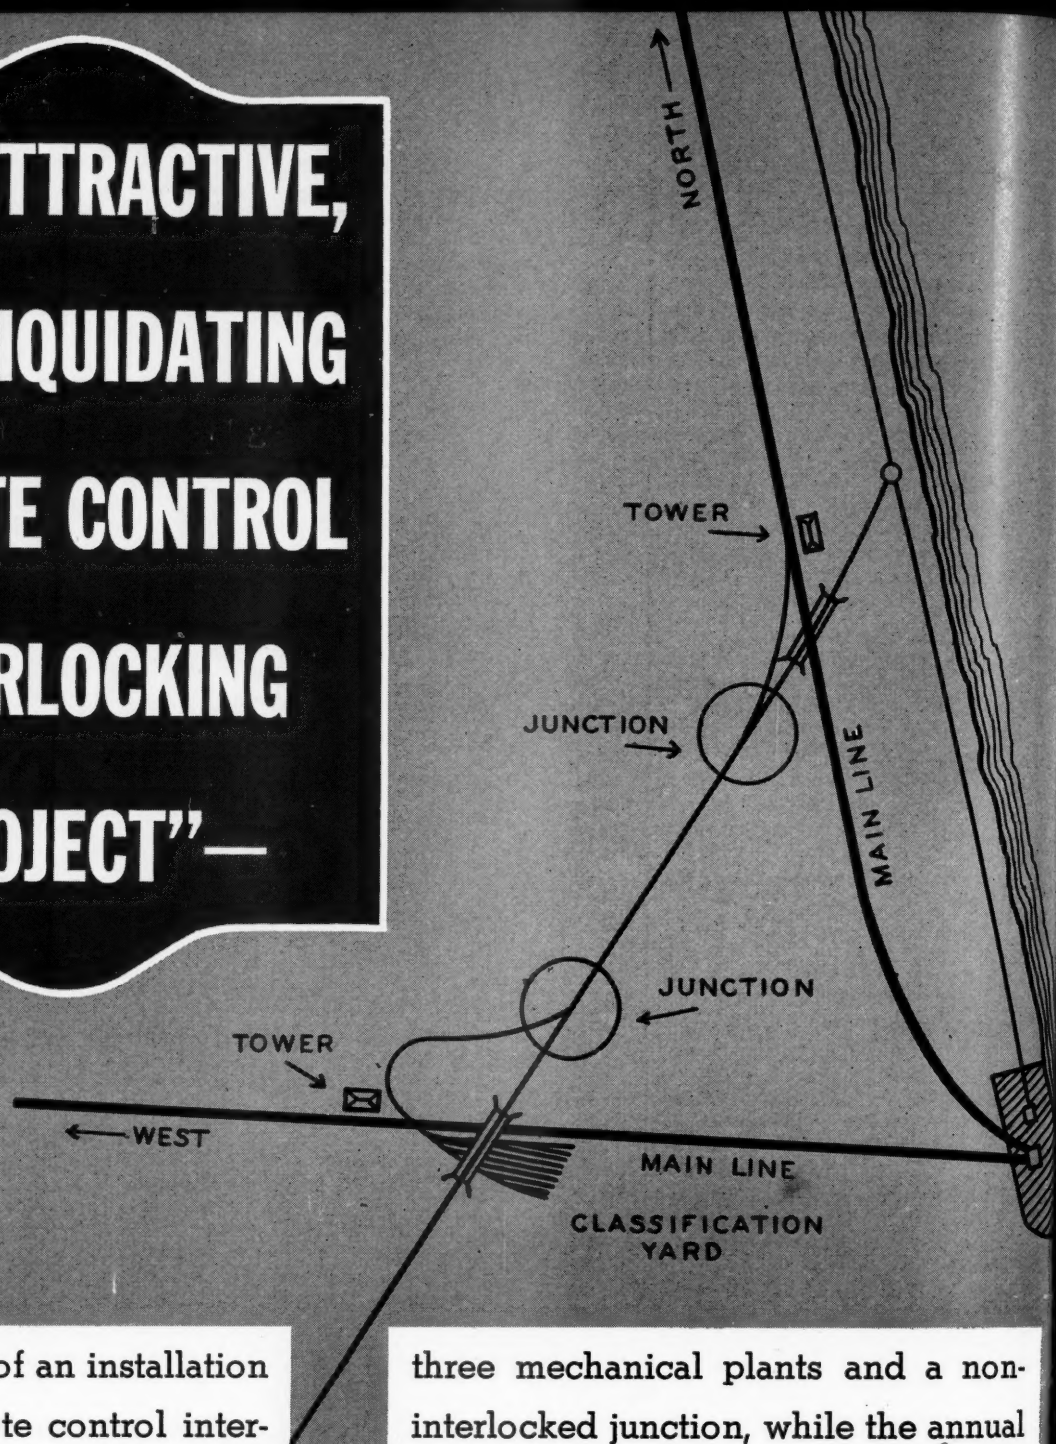 TTRACTIVE,
IQUIDATING
TE CONTROL
RLOCKING
OJECT”—
NORTH
TOWER
JUNCTION
MAIN LINE
JUNCTION
TOWER
WEST
MAIN LINE
CLASSIFICATION
YARD
of an installation
te control inter-
three mechanical plants and a non-
interlocked junction, while the annual